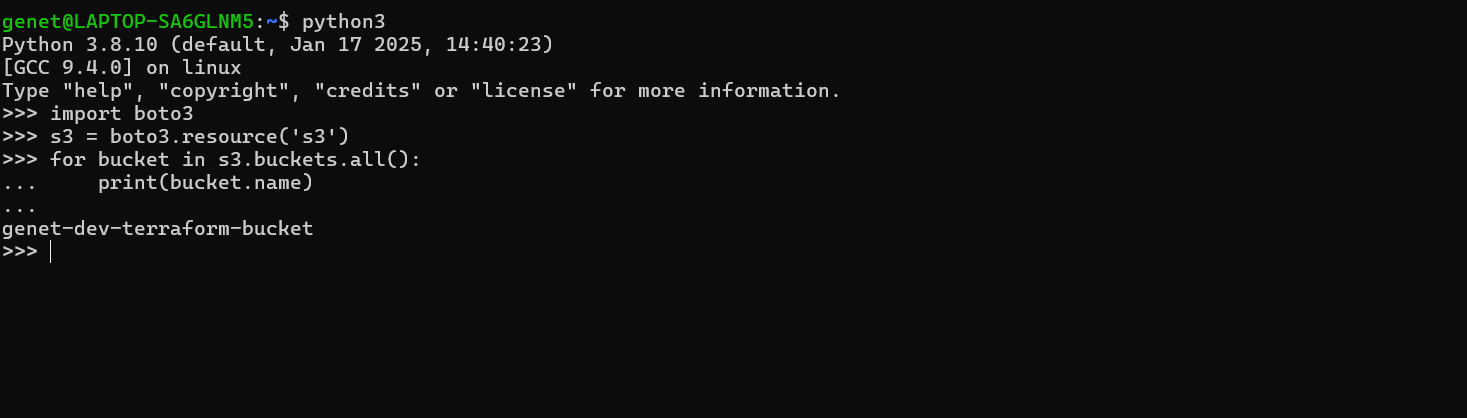 genet@LAPTOP-SA6GLNM5:~$ python3
Python 3.8.10 (default, Jan 17 2025, 14:40:23)
[GCC 9.4.0] on linux
Type "help", "copyright", "credits" or "license" for more information.
>>> import boto3
>>> s3 = boto3.resource('s3')
>>> for bucket in s3.buckets.all():
...     print(bucket.name)
...
genet-dev-terraform-bucket
>>>